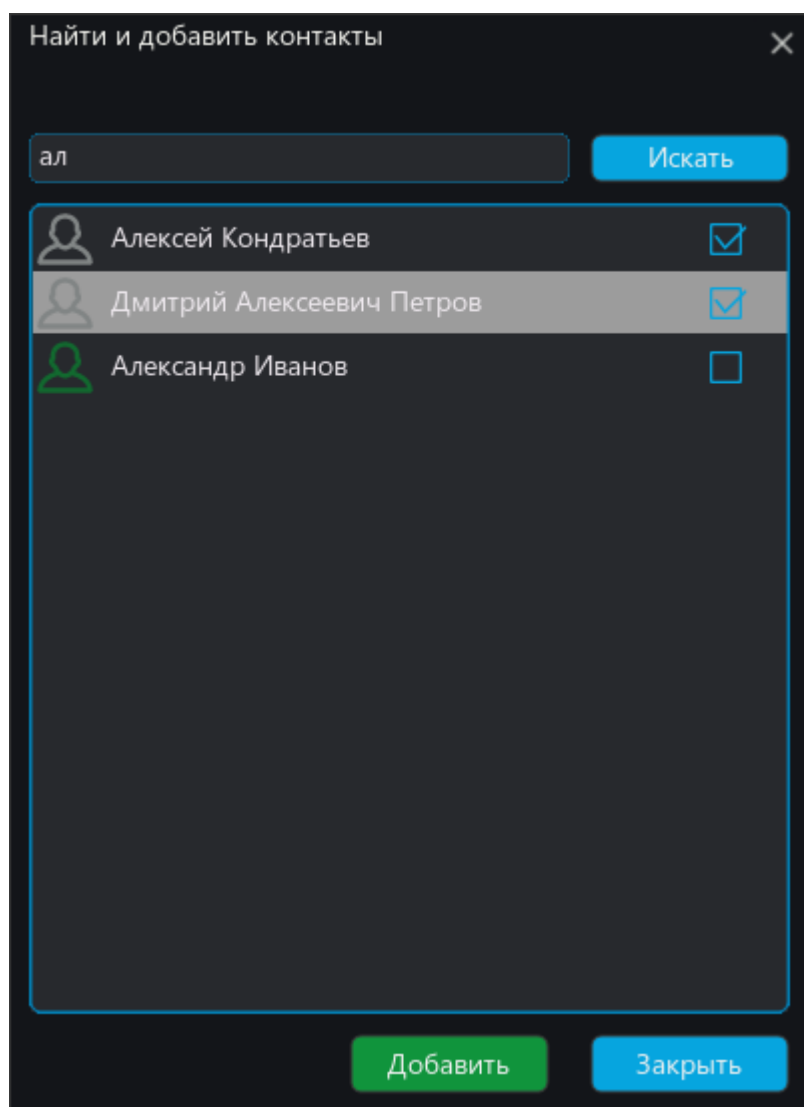 Найти и добавить контакты
ал
Искать
Алексей Кондратьев
Дмитрий Алексеевич Петров
Александр Иванов
Добавить
Закрыть